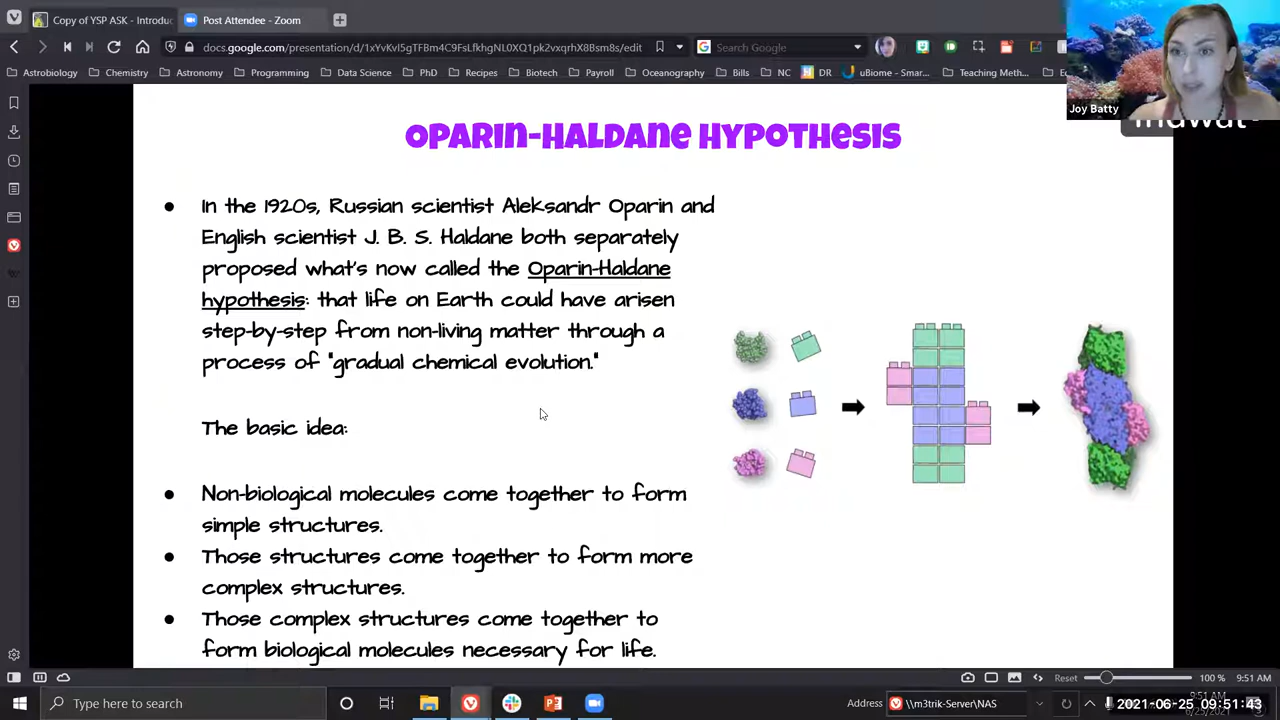 Copy of YSP ASK - Introduc
Post Attendee - Zoom
docs.google.com/presentation/d/1xYvKvI5gTFBm4C9FsLfkhgNL0XQ1pk2vxqrhX8Bsm8s/edit
Search Google
Astrobiology
Chemistry
Astronomy
Programming
Data Science
PhD
Recipes
Biotech
Payroll
Oceanography
Bills
NC
DR
uBiome - Smar...
Teaching Meth...
Joy Batty
Oparin-Haldane Hypothesis
In the 1920s, Russian scientist Aleksandr Oparin and
English scientist J. B. S. Haldane both separately
proposed what's now called the Oparin-Haldane
hypothesis: that life on Earth could have arisen
step-by-step from non-living matter through a
process of "gradual chemical evolution."
The basic idea:
Non-biological molecules come together to form
simple structures.
Those structures come together to form more
complex structures.
Those complex structures come together to
form biological molecules necessary for life.
Reset
100 %
9:51 AM
Type here to search
Address
\\m3trik-Server\NAS
9:51 AM
2021-06-25 09:51:43